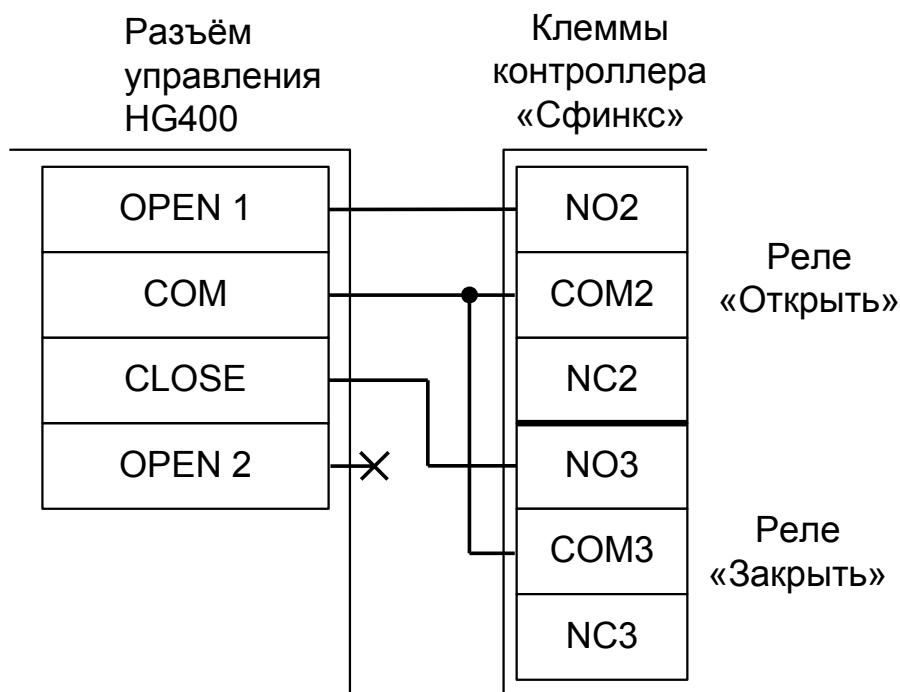 Разъём
управления
HG400
Клеммы
контроллера
«Сфинкс»
OPEN 1
COM
CLOSE
OPEN 2
NO2
COM2
NC2
NO3
COM3
NC3
Реле
«Открыть»
Реле
«Закрыть»